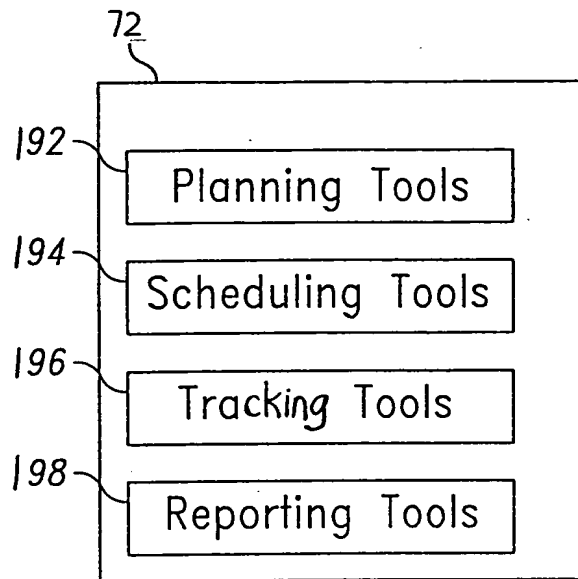 72
192
Planning Tools
194
Scheduling Tools
196
Tracking Tools
198
Reporting Tools